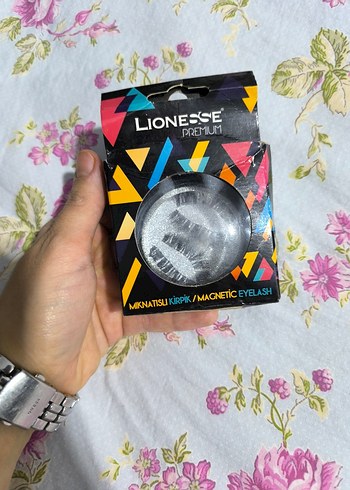 LIONESSE
PREMIUM
MIKNATISLI KİRPİK / MAGNETIC EYELASH